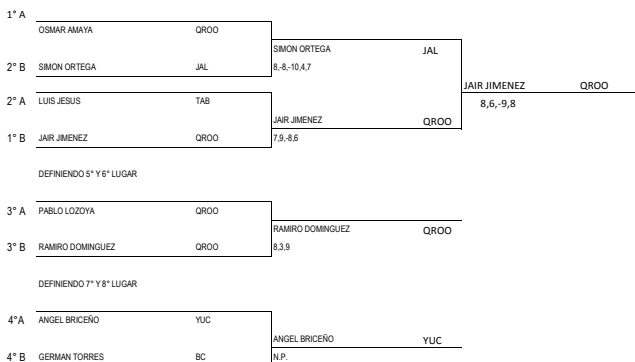 1° A
OSMAR AMAYA QROO
SIMON ORTEGA JAL
2° B SIMON ORTEGA JAL 8,-8,-10,4,7
JAIR JIMENEZ QROO
2° A LUIS JESUS TAB 8,6,-9,8
JAIR JIMENEZ QROO
1° B JAIR JIMENEZ QROO 7,9,-8,6
DEFINIENDO 5° Y 6° LUGAR
3° A PABLO LOZOYA QROO
RAMIRO DOMINGUEZ QROO
3° B RAMIRO DOMINGUEZ QROO 8,3,9
DEFINIENDO 7° Y 8° LUGAR
4°A ANGEL BRICEÑO YUC
ANGEL BRICEÑO YUC
4° B GERMAN TORRES BC N.P.